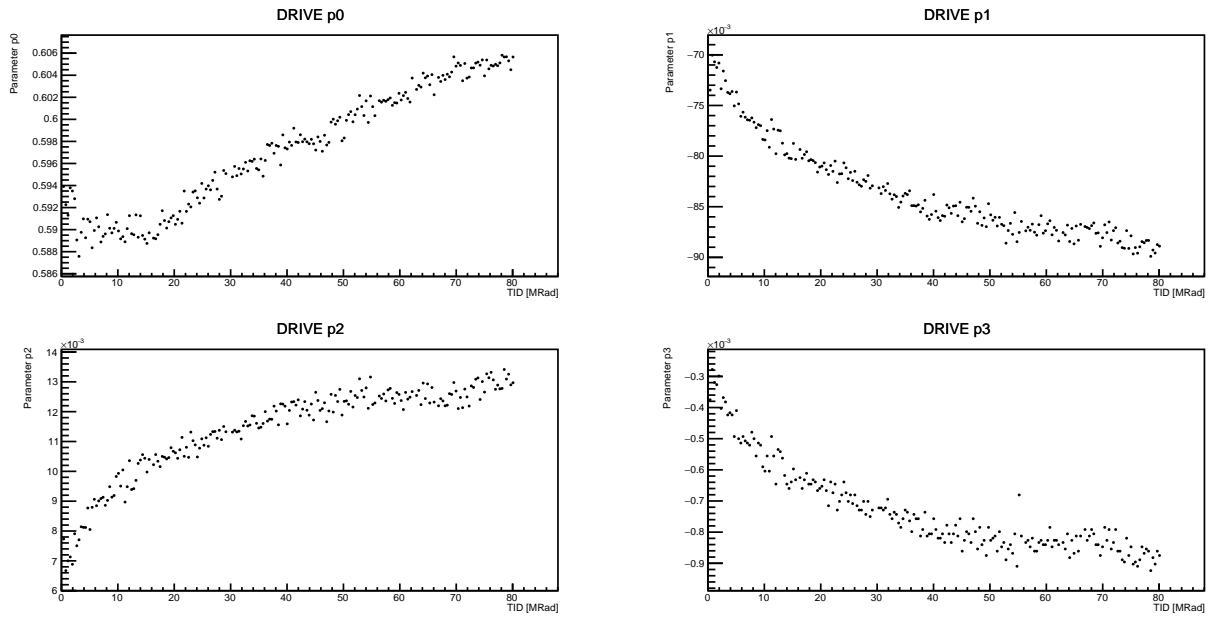 DRIVE p0
Parameter p0
0.606
0.604
0.602
0.6
0.598
0.596
0.594
0.592
0.59
0.588
0.586
0 10 20 30 40 50 60 70 80
TID [MRad]
DRIVE p1
×10⁻³
Parameter p1
−70
−75
−80
−85
−90
0 10 20 30 40 50 60 70 80
TID [MRad]
DRIVE p2
×10⁻³
Parameter p2
14
13
12
11
10
9
8
7
6
0 10 20 30 40 50 60 70 80
TID [MRad]
DRIVE p3
×10⁻³
Parameter p3
−0.3
−0.4
−0.5
−0.6
−0.7
−0.8
−0.9
0 10 20 30 40 50 60 70 80
TID [MRad]